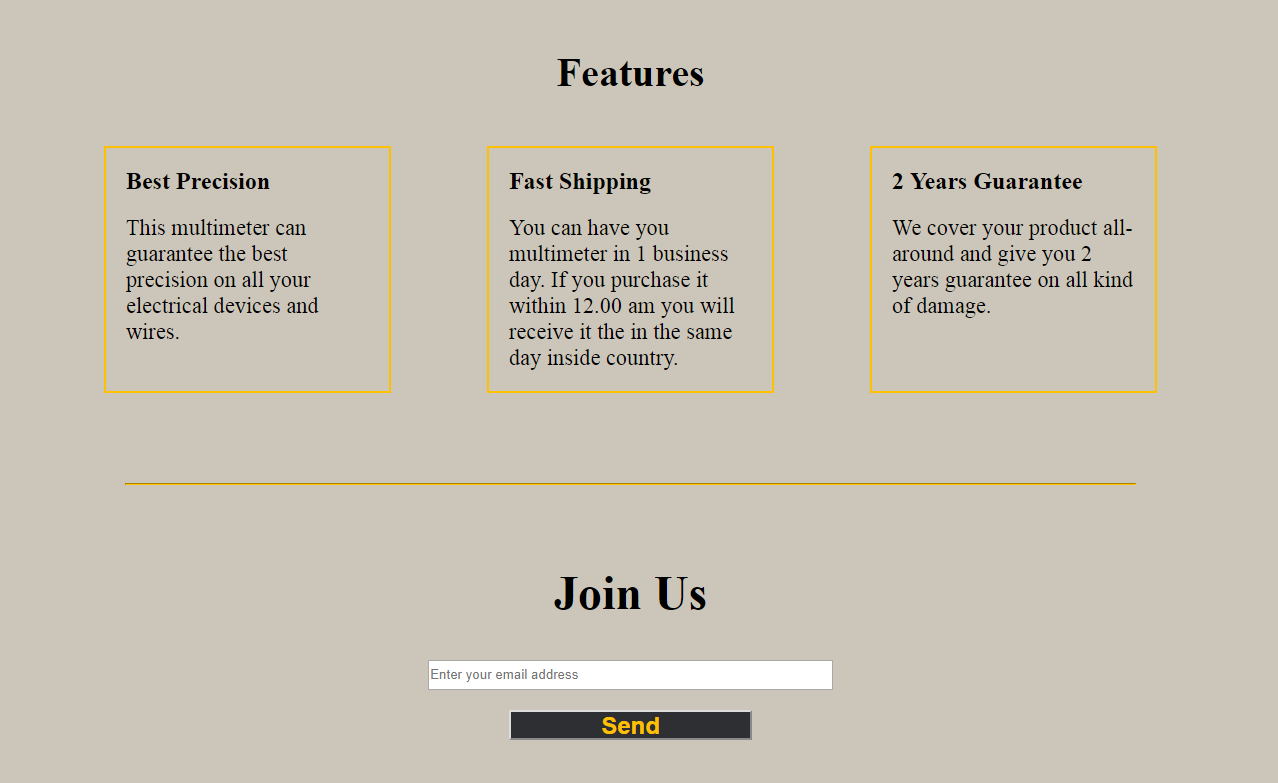 Features
Best Precision
This multimeter can
guarantee the best
precision on all your
electrical devices and
wires.
Fast Shipping
You can have you
multimeter in 1 business
day. If you purchase it
within 12.00 am you will
receive it the in the same
day inside country.
2 Years Guarantee
We cover your product all-
around and give you 2
years guarantee on all kind
of damage.
Join Us
Enter your email address
Send